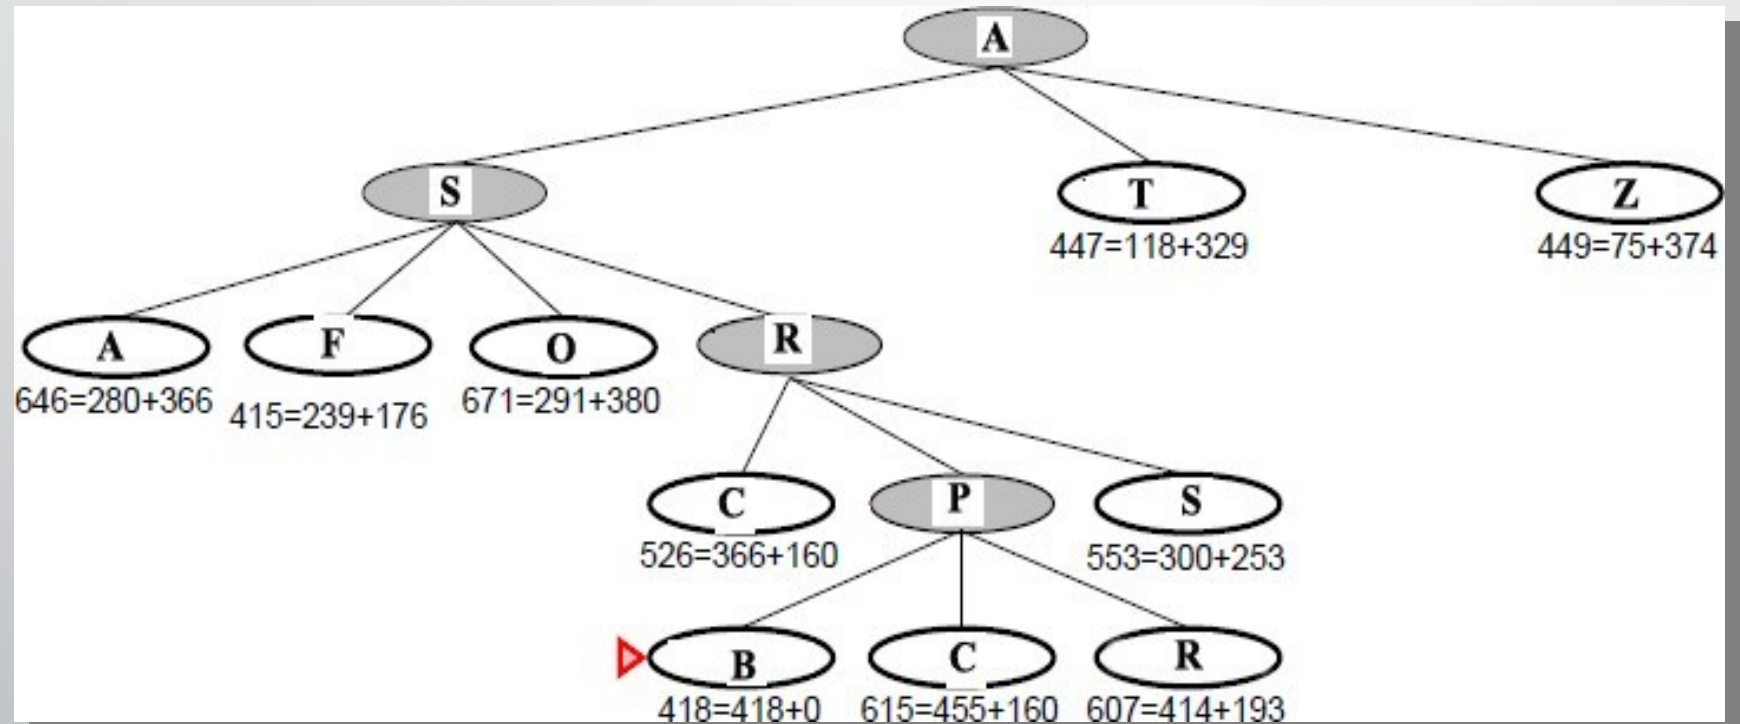 A
S
T
Z
447=118+329
449=75+374
A
F
O
R
646=280+366
415=239+176
671=291+380
C
P
S
526=366+160
553=300+253
B
C
R
418=418+0
615=455+160
607=414+193